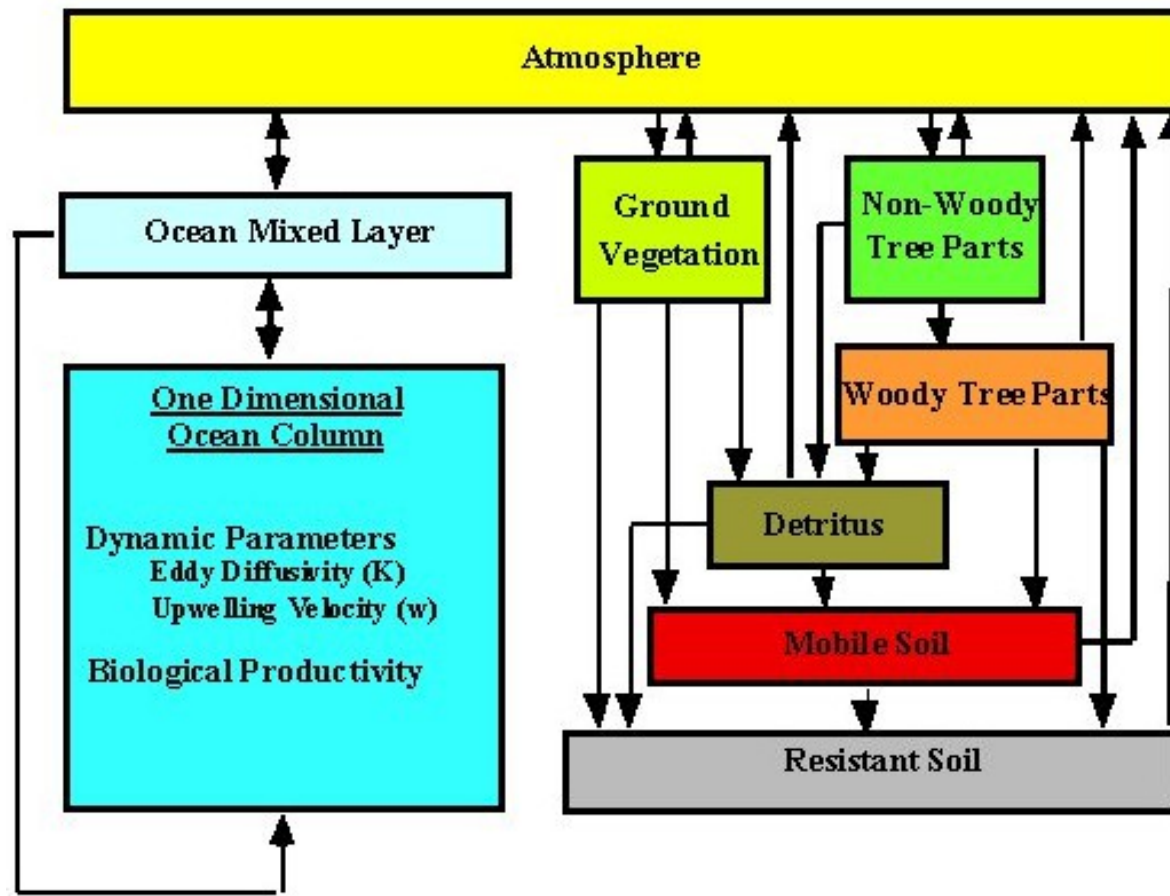 Atmosphere
Ocean Mixed Layer
Ground
Vegetation
Non-Woody
Tree Parts
Woody Tree Parts
One Dimensional
Ocean Column
Detritus
Dynamic Parameters
Eddy Diffusivity (K)
Upwelling Velocity (w)
Mobile Soil
Biological Productivity
Resistant Soil